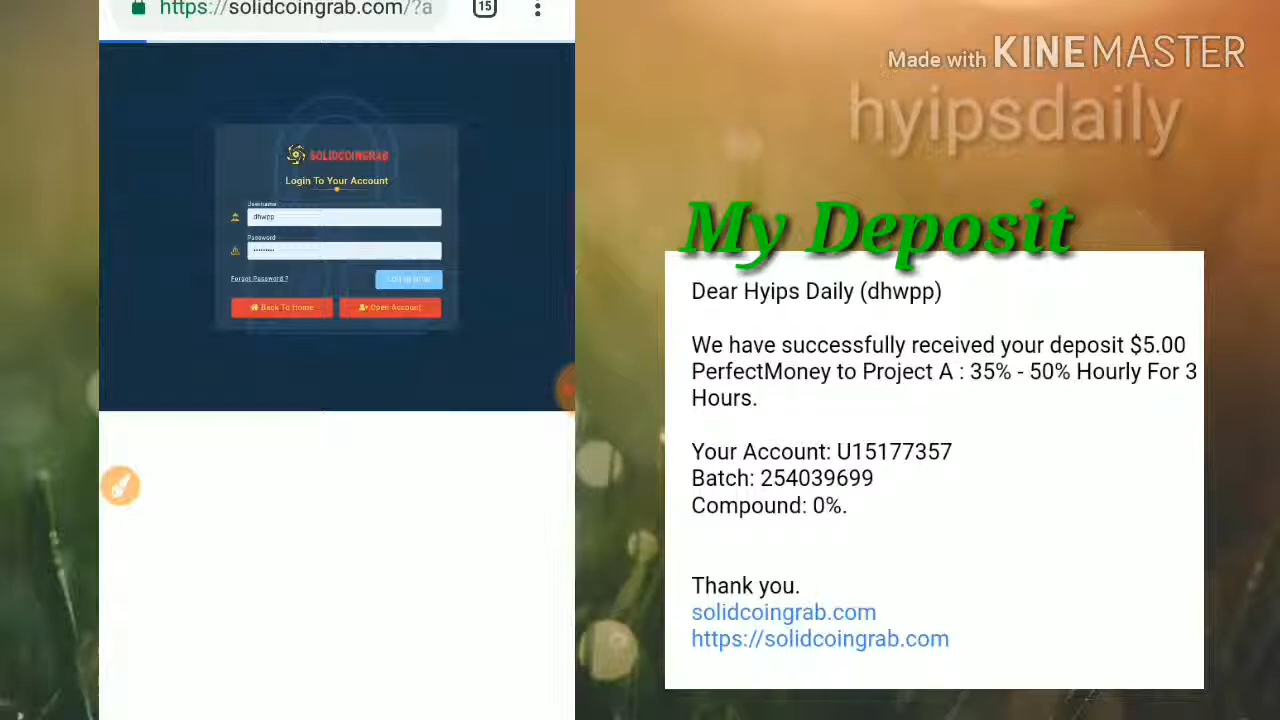 https://solidcoingrab.com/?a
15
SOLIDCOINGRAB
Login To Your Account
Username
dhwpp
Password
Forgot Password ?
Back To Home
Open Account
Made with KINEMASTER
hyipsdaily
My Deposit
Dear Hyips Daily (dhwpp)
We have successfully received your deposit $5.00
PerfectMoney to Project A : 35% - 50% Hourly For 3
Hours.
Your Account: U15177357
Batch: 254039699
Compound: 0%.
Thank you.
solidcoingrab.com
https://solidcoingrab.com